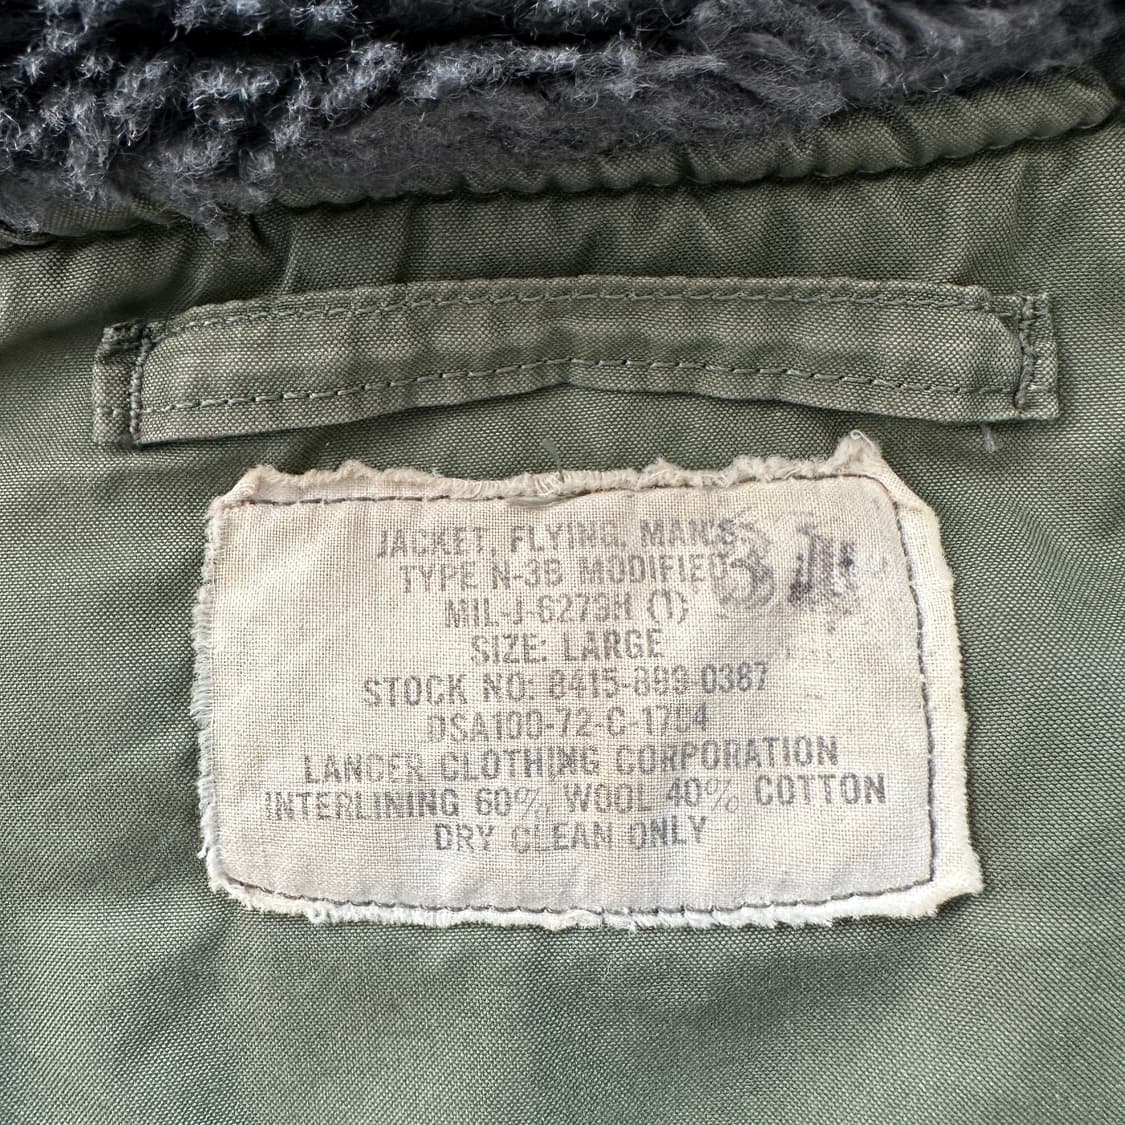 JACKET, FLYING, MAN'S
TYPE N-3B MODIFIED
MIL-J-6279H (1)
SIZE: LARGE
STOCK NO: 8415-899-0387
DSA100-72-C-1704
LANCER CLOTHING CORPORATION
INTERLINING 60% WOOL 40% COTTON
DRY CLEAN ONLY